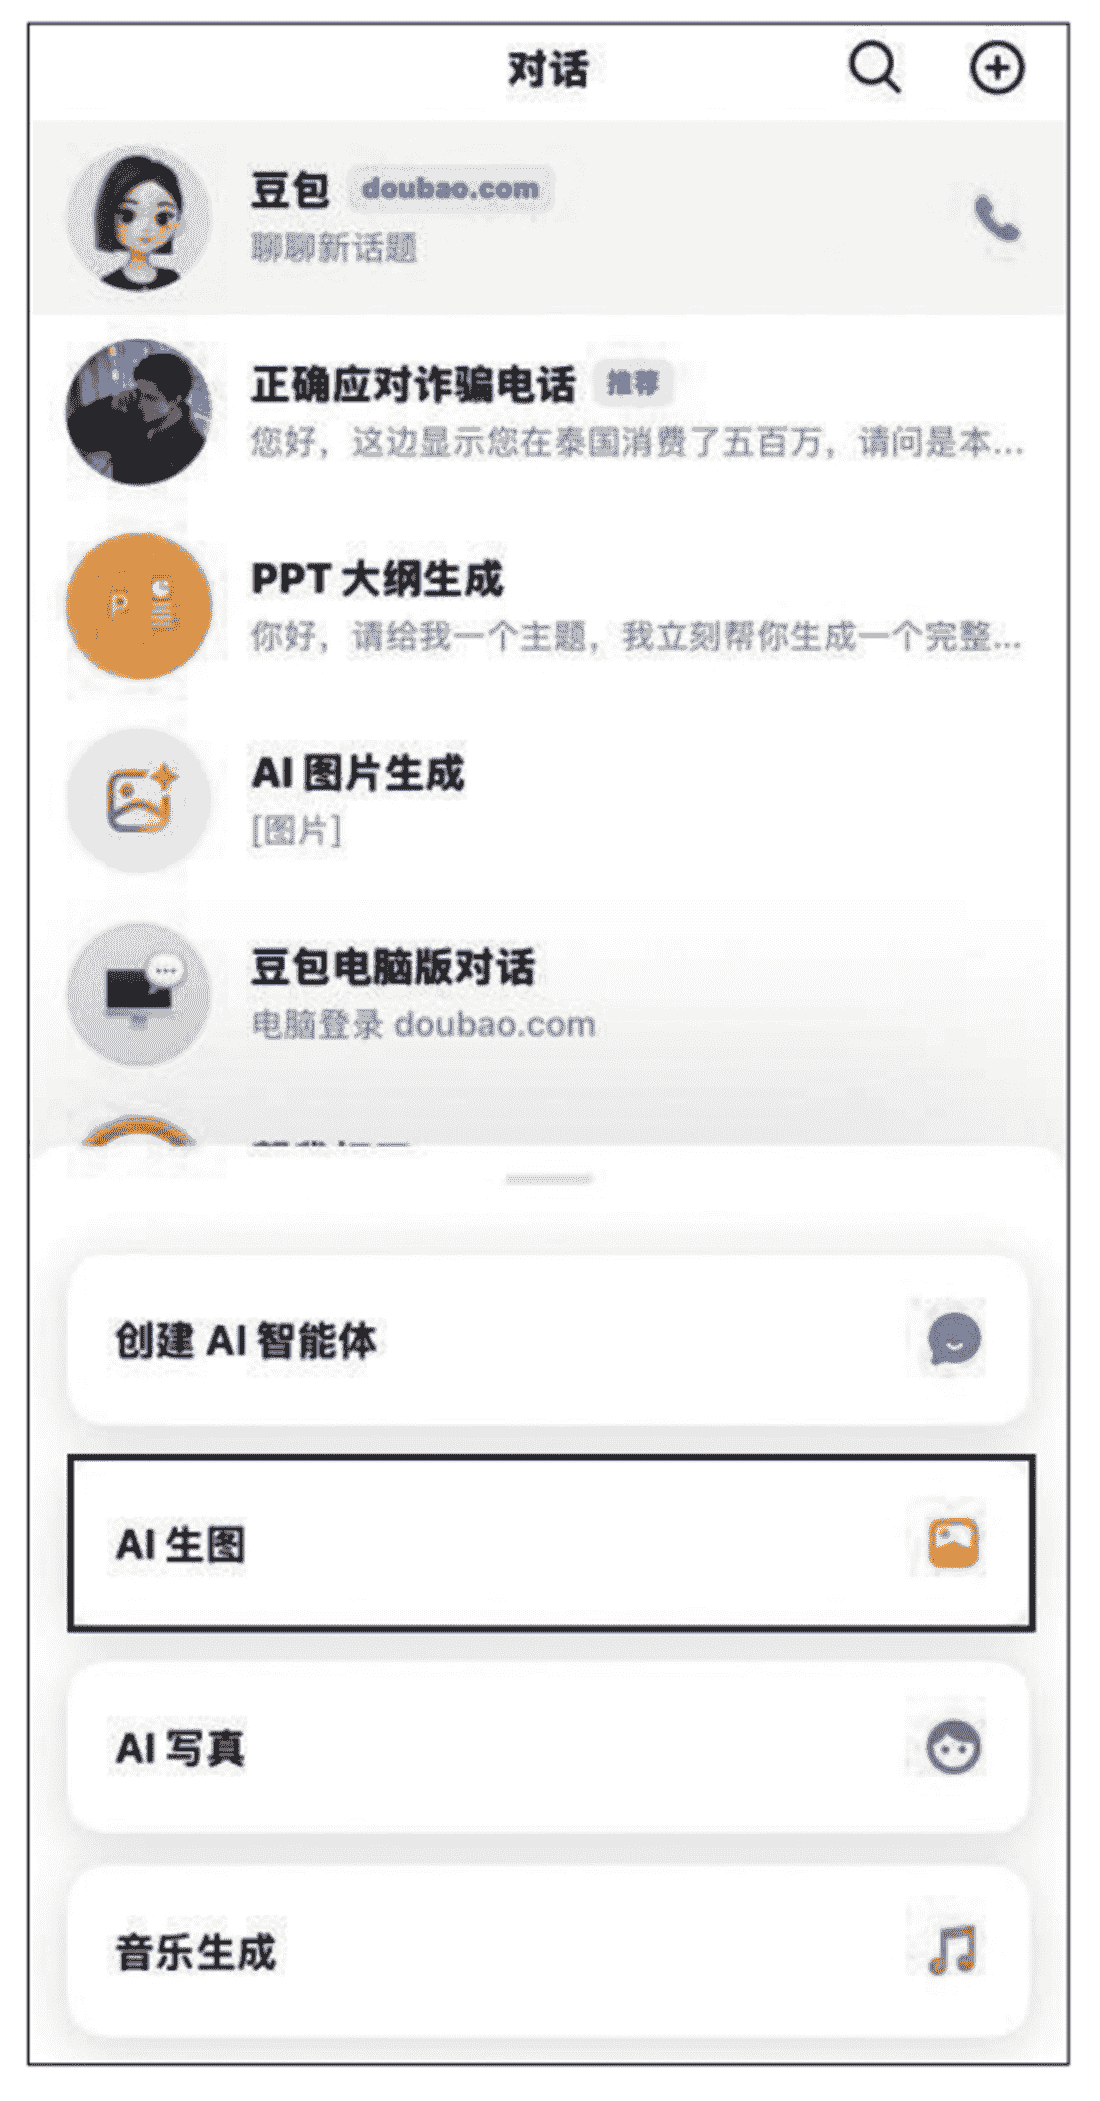 对话
豆包 doubao.com
聊聊新话题
正确应对诈骗电话 推荐
您好，这边显示您在泰国消费了五百万，请问是本...
P
PPT 大纲生成
你好，请给我一个主题，我立刻帮你生成一个完整...
AI 图片生成
[图片]
豆包电脑版对话
电脑登录 doubao.com
创建 AI 智能体
AI 生图
AI 写真
音乐生成